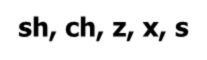 sh, ch, z, x, s